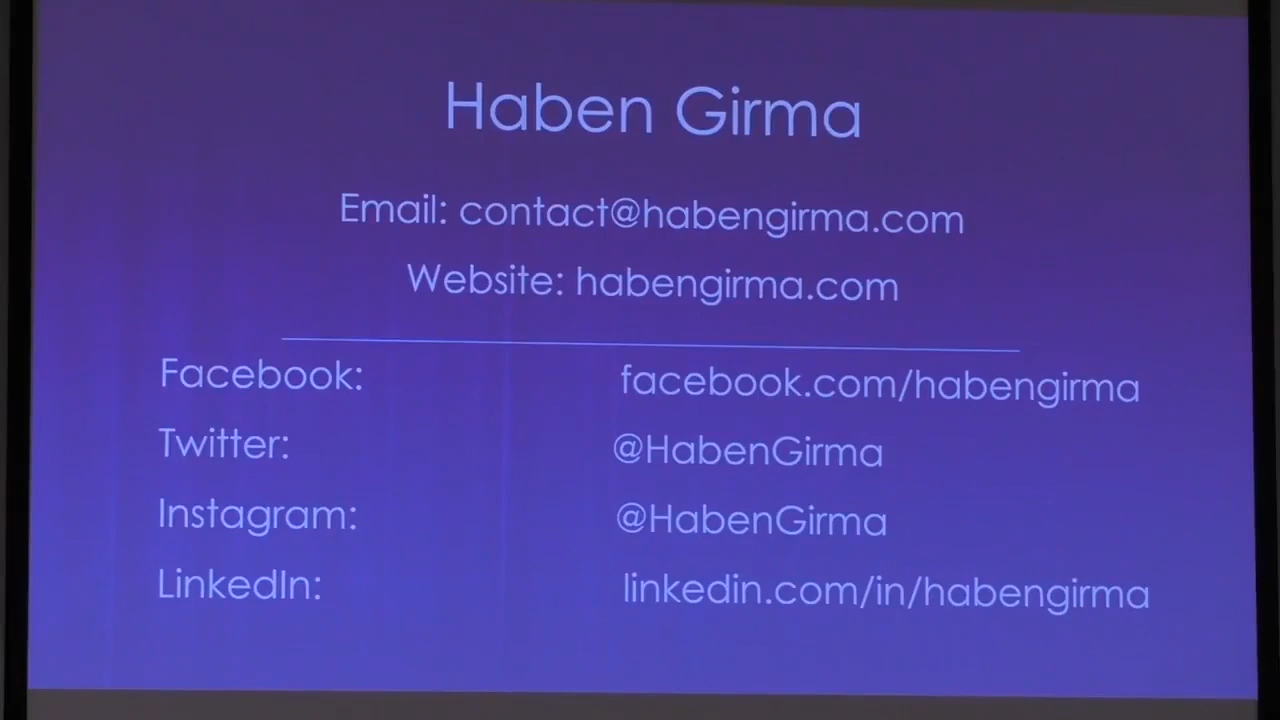 Haben Girma
Email: contact@habengirma.com
Website: habengirma.com
Facebook: facebook.com/habengirma
Twitter: @HabenGirma
Instagram: @HabenGirma
LinkedIn: linkedin.com/in/habengirma